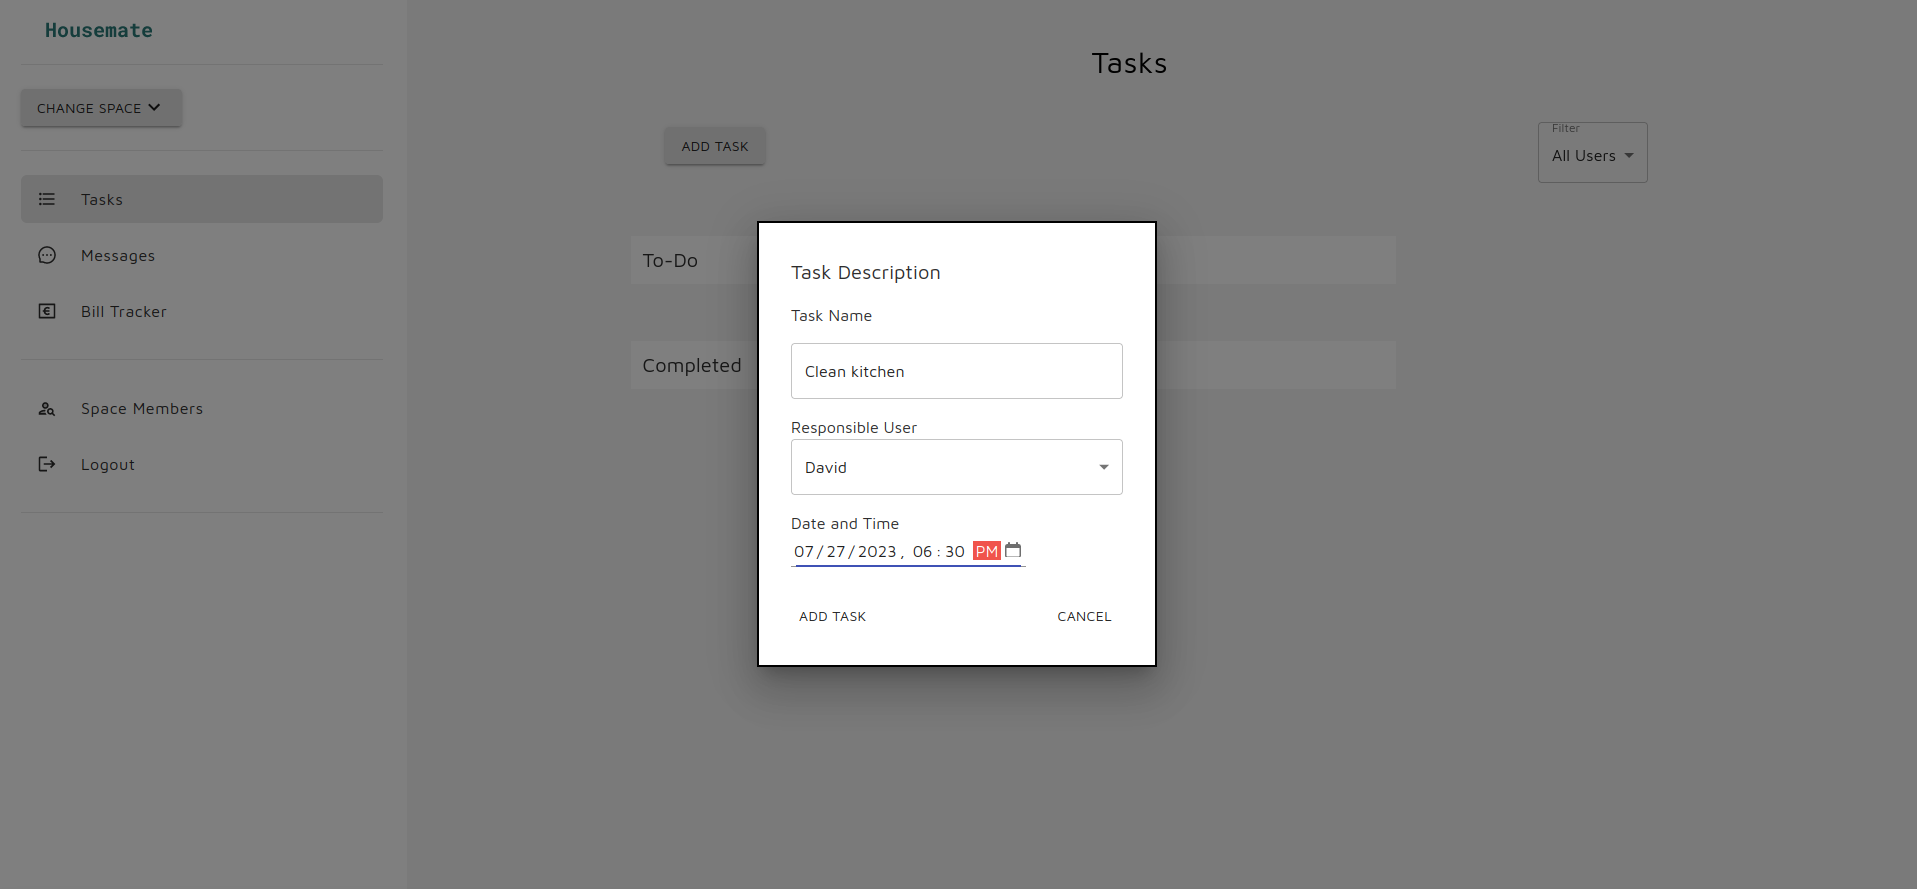 Housemate
CHANGE SPACE
Tasks
Messages
Bill Tracker
Space Members
Logout
Tasks
ADD TASK
Filter
All Users
To-Do
Completed
Task Description
Task Name
Clean kitchen
Responsible User
David
Date and Time
07/27/2023, 06:30 PM
ADD TASK CANCEL